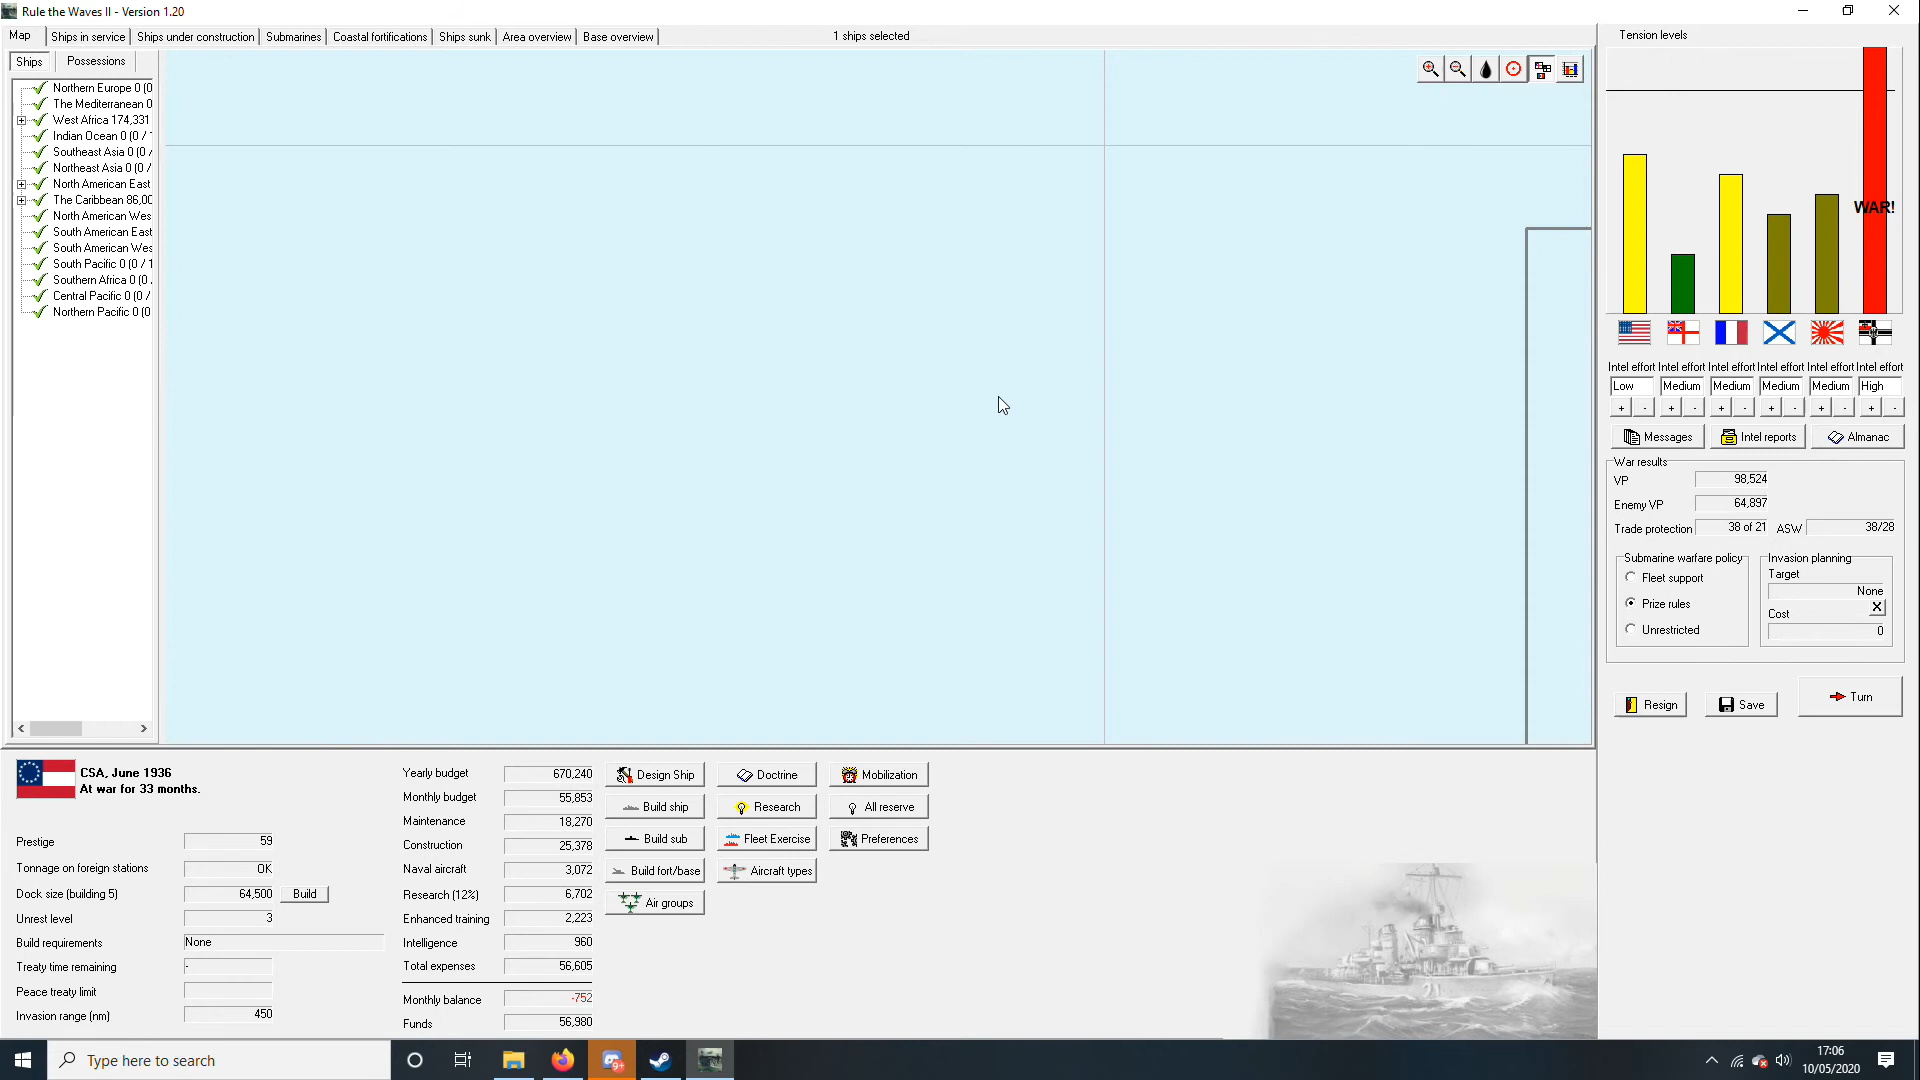 Rule the Waves II - Version 1.20
Map
Ships in service
Ships under construction
Submarines
Coastal fortifications
Ships sunk
Area overview
Base overview
1 ships selected
Ships
Possessions
Northern Europe 0 (0
The Mediterranean 0
West Africa 174,331
Indian Ocean 0 (0 / 1
Southeast Asia 0 (0 /
Northeast Asia 0 (0 /
North American East
The Caribbean 86,00
North American Wes
South American East
South American Wes
South Pacific 0 (0 / 1
Southern Africa 0 (0 /
Central Pacific 0 (0 /
Northern Pacific 0 (0
Tension levels
WAR!
Intel effort Intel effort Intel effort Intel effort Intel effort Intel effort
Low Medium Medium Medium Medium High
+ - + - + - + - + - + -
Messages
Intel reports
Almanac
War results
VP 98,524
Enemy VP 64,897
Trade protection 38 of 21 ASW 38/28
Submarine warfare policy
Fleet support
Prize rules
Unrestricted
Invasion planning
Target
None
Cost X
0
Resign
Save
Turn
CSA, June 1936
At war for 33 months.
Prestige 59
Tonnage on foreign stations OK
Dock size (building 5) 64,500 Build
Unrest level 3
Build requirements None
Treaty time remaining -
Peace treaty limit
Invasion range (nm) 450
Yearly budget 670,240
Monthly budget 55,853
Maintenance 18,270
Construction 25,378
Naval aircraft 3,072
Research (12%) 6,702
Enhanced training 2,223
Intelligence 960
Total expenses 56,605
Monthly balance -752
Funds 56,980
Design Ship
Doctrine
Mobilization
Build ship
Research
All reserve
Build sub
Fleet Exercise
Preferences
Build fort/base
Aircraft types
Air groups
Type here to search
9+
17:06
10/05/2020